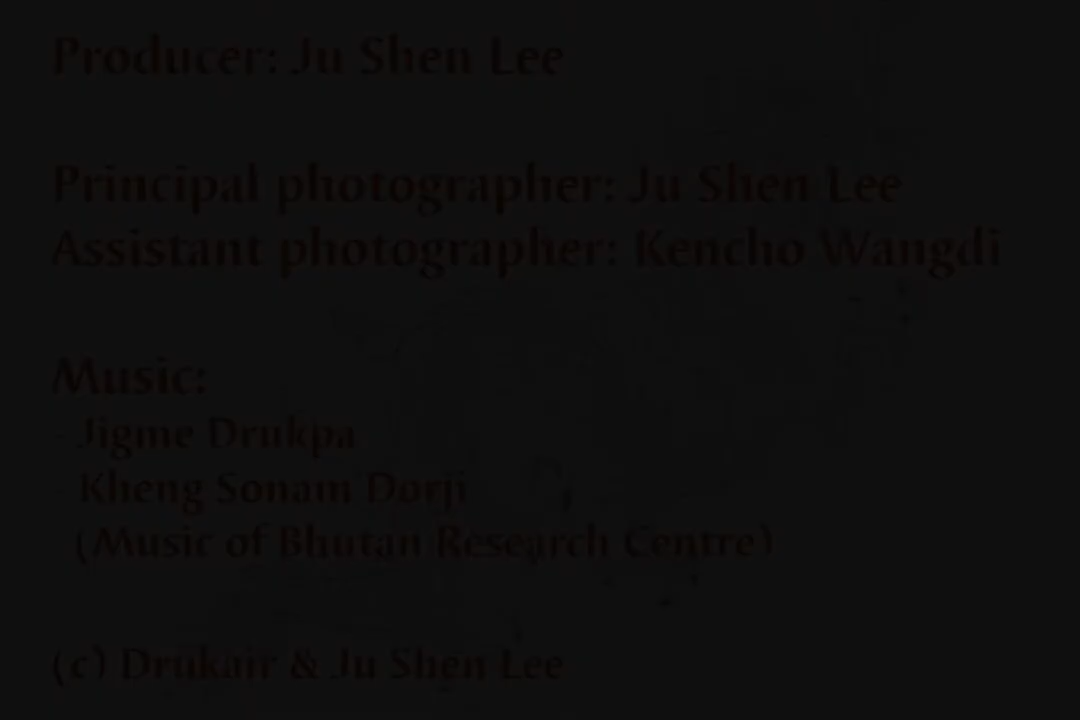 Producer: Ju Shen Lee
Principal photographer: Ju Shen Lee
Assistant photographer: Kencho Wangdi
Music:
Jigme Drukpa
Kheng Sonam Dorji
(Music of Bhutan Research Centre)
(c) Drukair & Ju Shen Lee